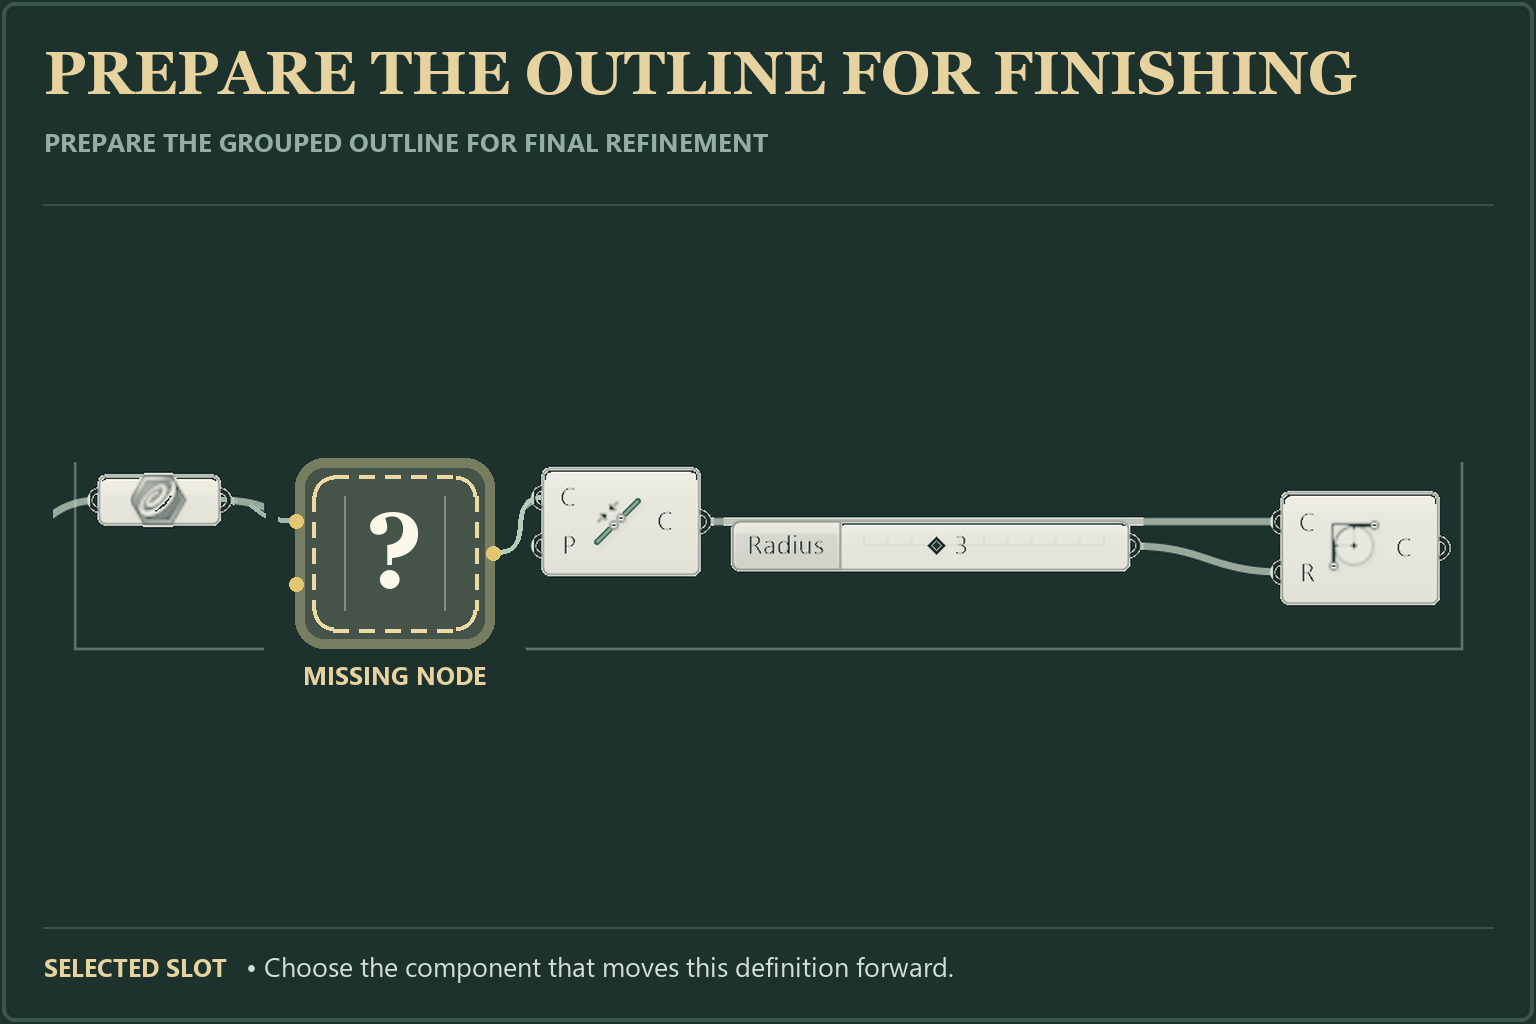 PREPARE THE OUTLINE FOR FINISHING
PREPARE THE GROUPED OUTLINE FOR FINAL REFINEMENT
?
C
P
C
Radius
3
C
R
C
MISSING NODE
SELECTED SLOT • Choose the component that moves this definition forward.